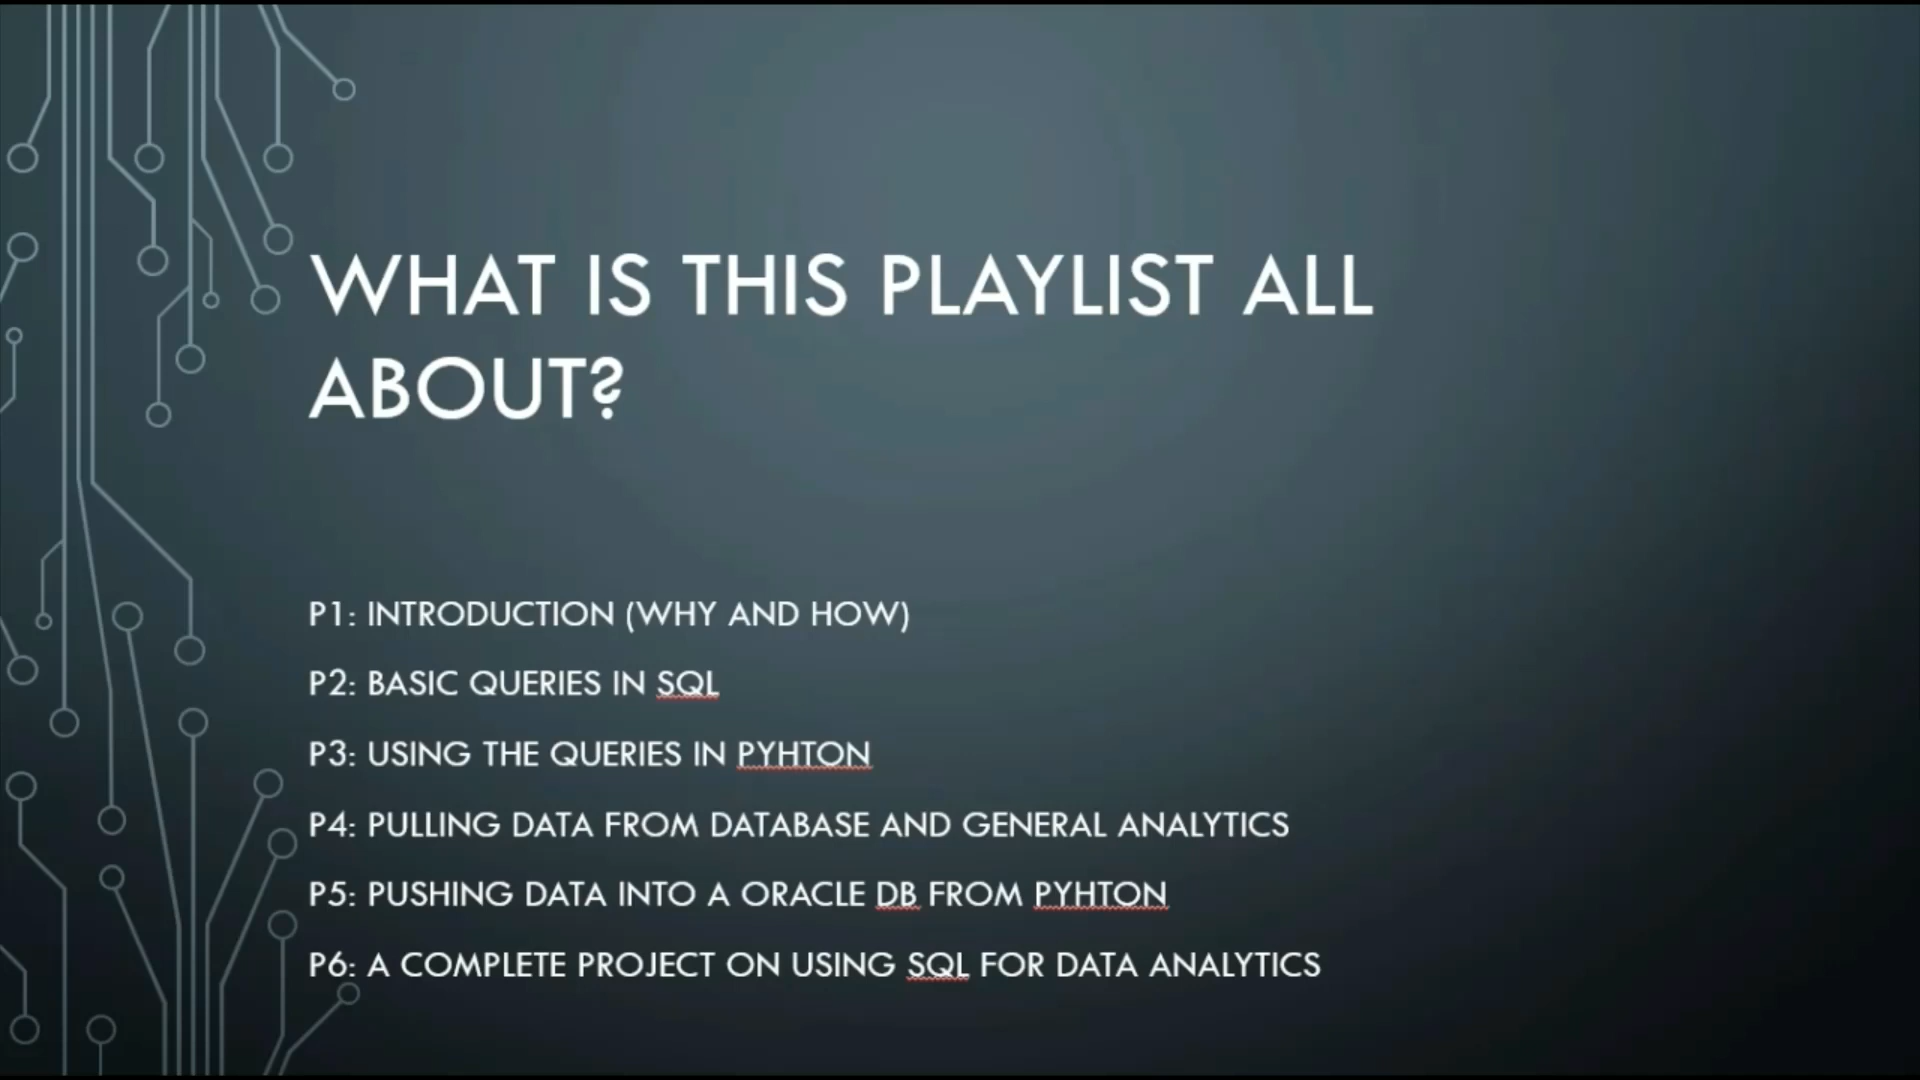 WHAT IS THIS PLAYLIST ALL
ABOUT?
P1: INTRODUCTION (WHY AND HOW)
P2: BASIC QUERIES IN SQL
P3: USING THE QUERIES IN PYHTON
P4: PULLING DATA FROM DATABASE AND GENERAL ANALYTICS
P5: PUSHING DATA INTO A ORACLE DB FROM PYHTON
P6: A COMPLETE PROJECT ON USING SQL FOR DATA ANALYTICS